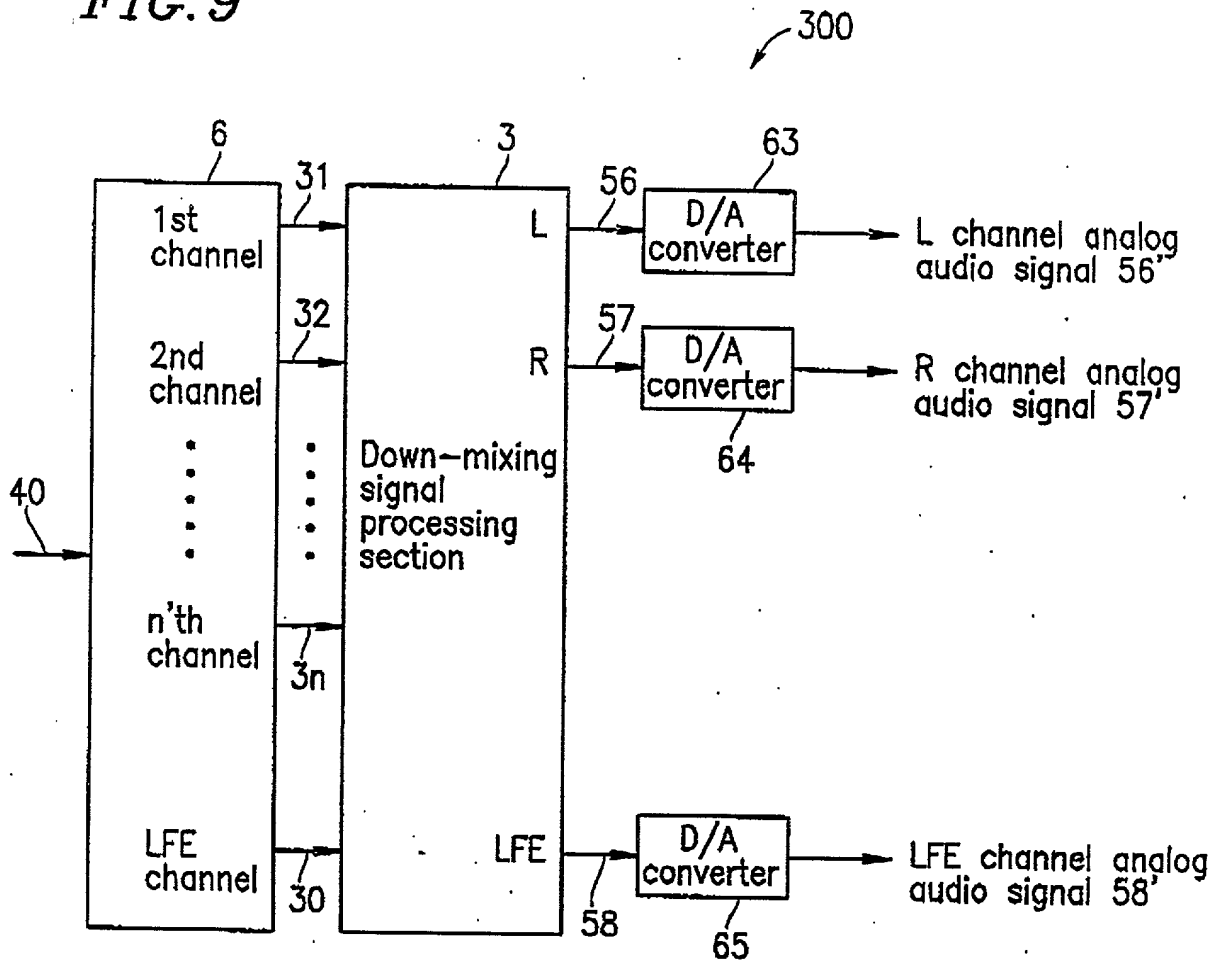 FIG. 9
300
6
3
63
31
56
1st
channel
L
D/A
converter
L channel analog
audio signal 56'
32
57
2nd
channel
R
D/A
converter
R channel analog
audio signal 57'
64
40
Down-mixing
signal
processing
section
n'th
channel
3n
LFE
channel
30
LFE
58
D/A
converter
LFE channel analog
audio signal 58'
65